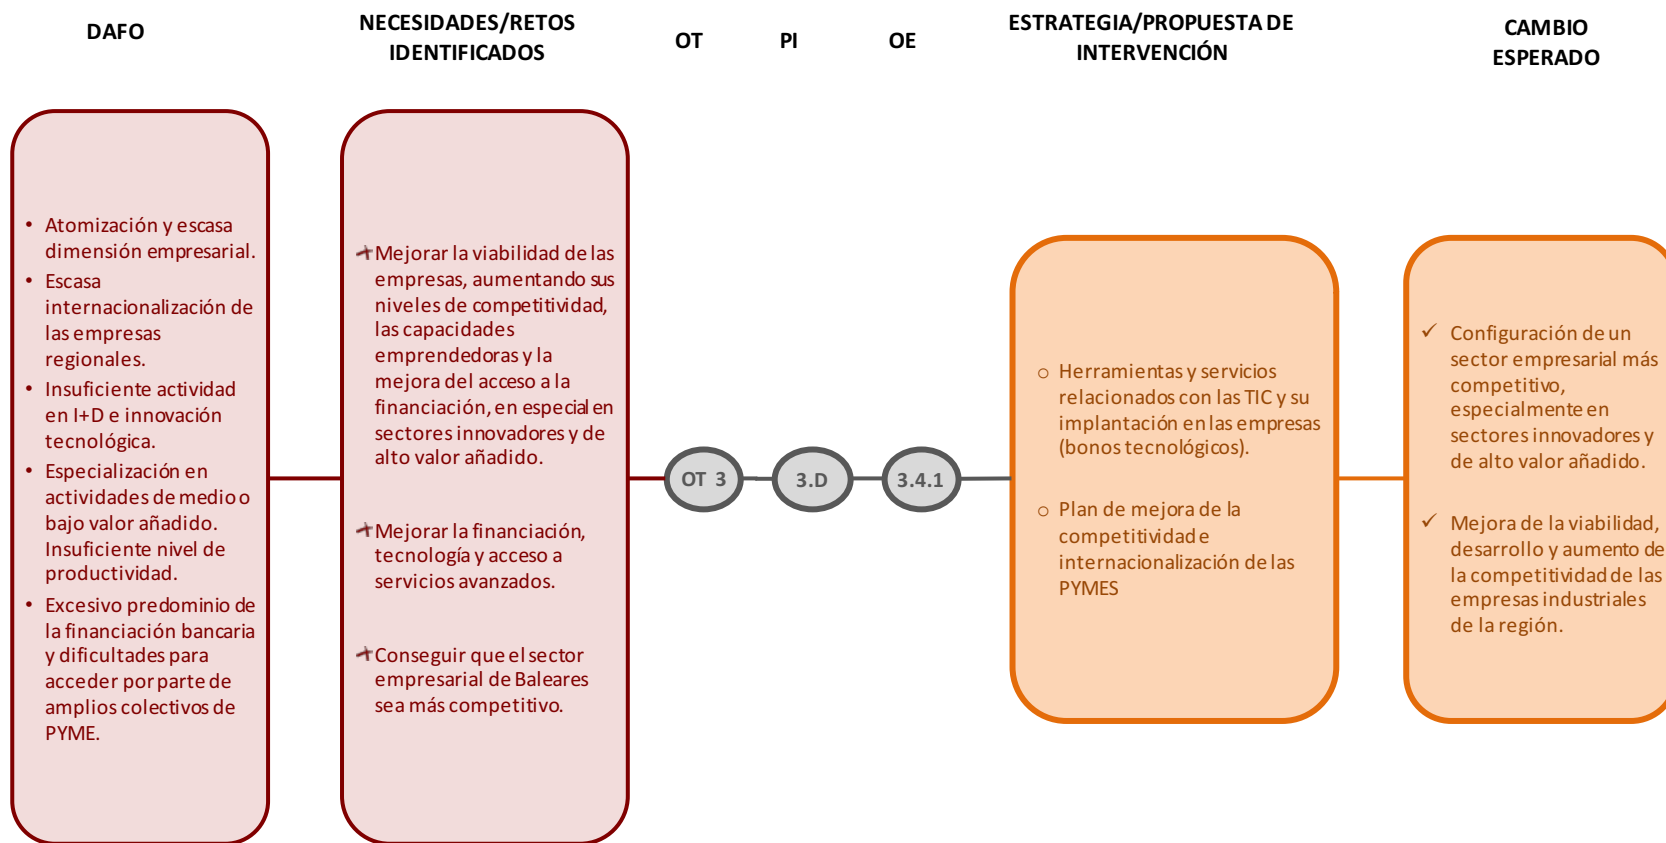 DAFO
NECESIDADES/RETOS
IDENTIFICADOS
OT
PI
OE
ESTRATEGIA/PROPUESTA DE
INTERVENCIÓN
CAMBIO
ESPERADO
• Atomización y escasa
dimensión empresarial.
• Escasa
internacionalización de
las empresas
regionales.
• Insuficiente actividad
en I+D e innovación
tecnológica.
• Especialización en
actividades de medio o
bajo valor añadido.
Insuficiente nivel de
productividad.
• Excesivo predominio de
la financiación bancaria
y dificultades para
acceder por parte de
amplios colectivos de
PYME.
Mejorar la viabilidad de las
empresas, aumentando sus
niveles de competitividad,
las capacidades
emprendedoras y la
mejora del acceso a la
financiación, en especial en
sectores innovadores y de
alto valor añadido.
Mejorar la financiación,
tecnología y acceso a
servicios avanzados.
Conseguir que el sector
empresarial de Baleares
sea más competitivo.
OT 3
3.D
3.4.1
o Herramientas y servicios
relacionados con las TIC y su
implantación en las empresas
(bonos tecnológicos).
o Plan de mejora de la
competitividad e
internacionalización de las
PYMES
✓ Configuración de un
sector empresarial más
competitivo,
especialmente en
sectores innovadores y
de alto valor añadido.
✓ Mejora de la viabilidad,
desarrollo y aumento de
la competitividad de las
empresas industriales
de la región.